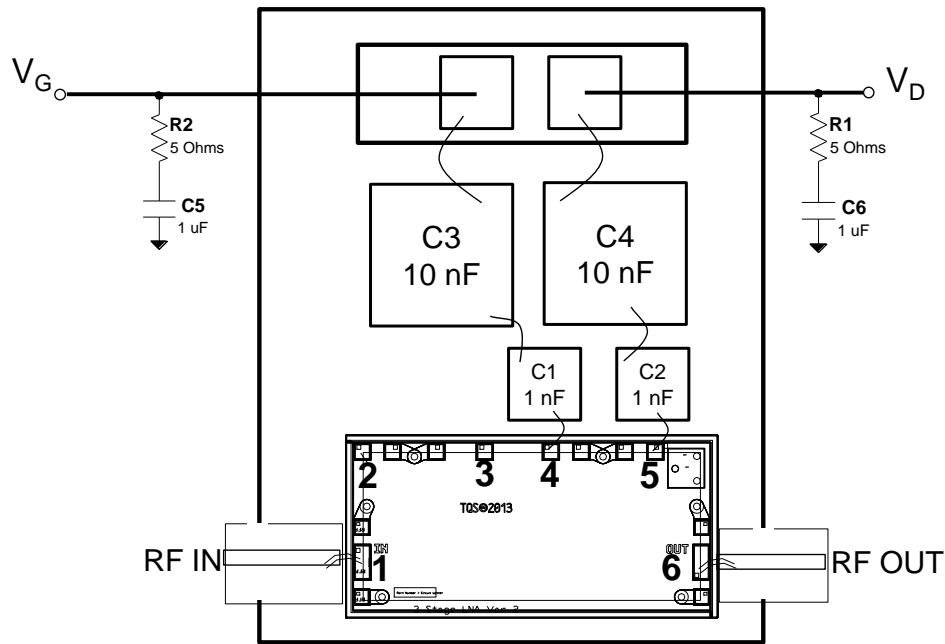 V_G
V_D
R2
5 Ohms
C5
1 uF
R1
5 Ohms
C6
1 uF
C3
10 nF
C4
10 nF
C1
1 nF
C2
1 nF
2
3
4
5
TQS©2013
RF IN
IN
1
OUT
6
RF OUT